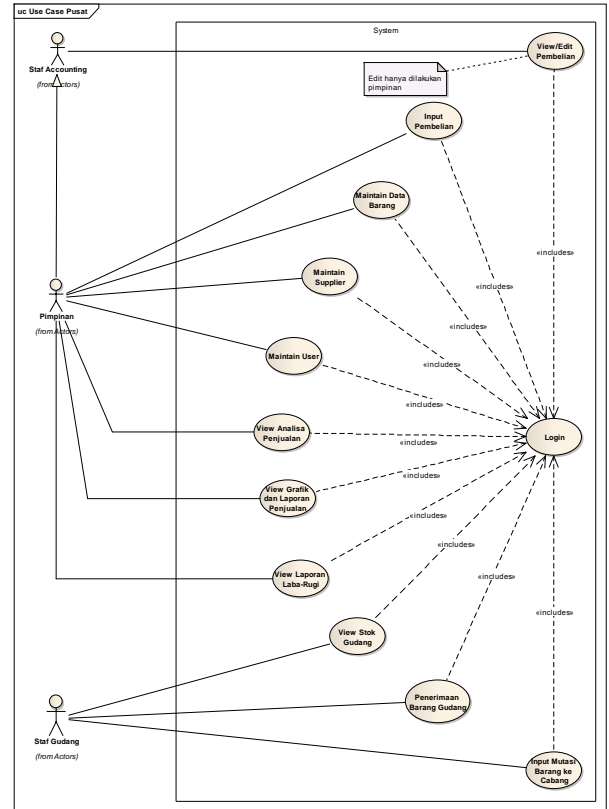 uc Use Case Pusat
System
Staf Accounting
(from Actors)
View/Edit
Pembelian
Edit hanya dilakukan
pimpinan
Input
Pembelian
Maintain Data
Barang
«includes»
Maintain
Supplier
«includes»
Pimpinan
(from Actors)
«includes»
Maintain User
«includes»
«includes»
View Analisa
Penjualan
«includes»
Login
View Grafik
dan Laporan
Penjualan
«includes»
«includes»
View Laporan
Laba-Rugi
«includes»
«includes»
View Stok
Gudang
«includes»
Penerimaan
Barang Gudang
Staf Gudang
(from Actors)
Input Mutasi
Barang ke
Cabang